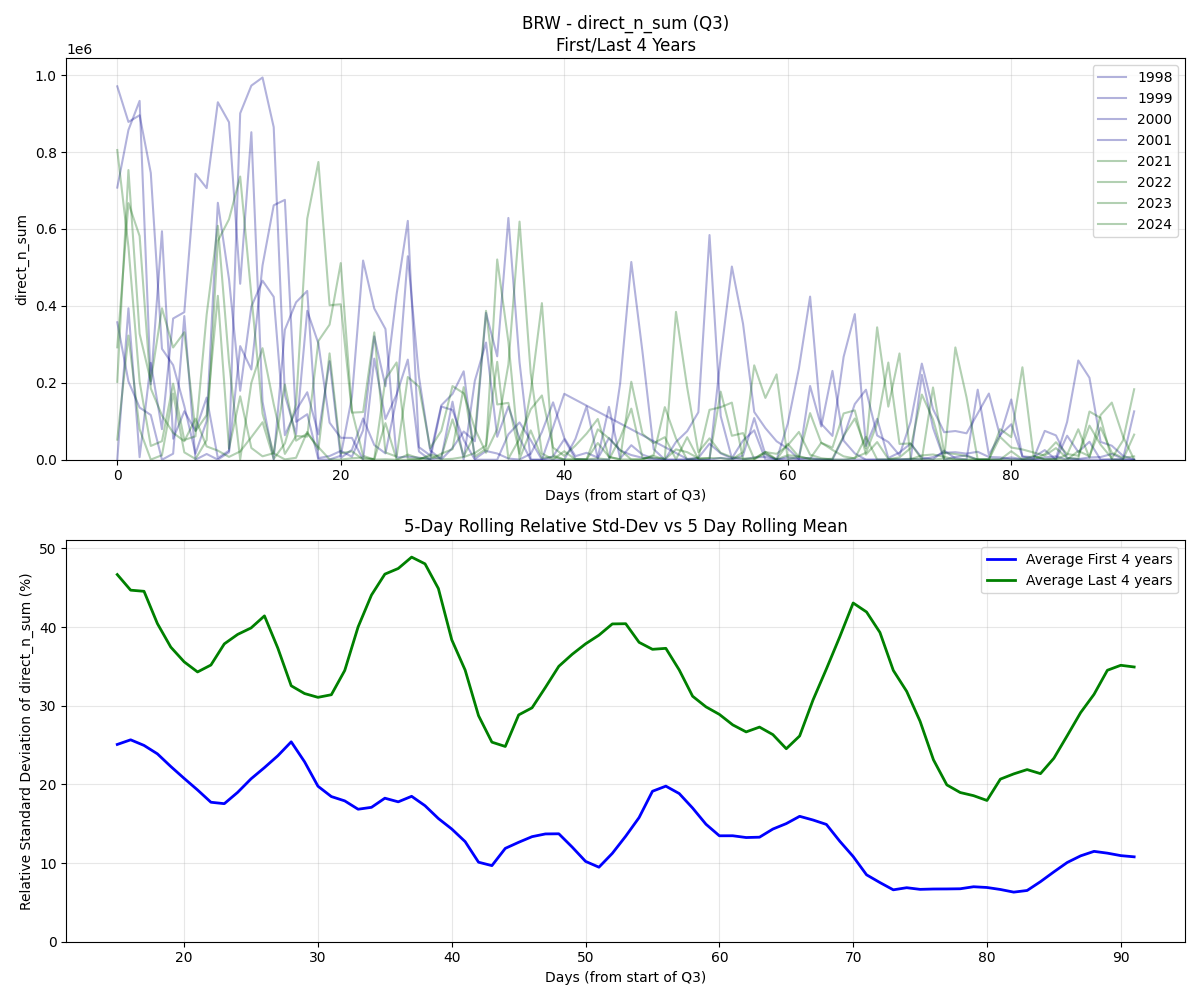 BRW - direct_n_sum (Q3)
First/Last 4 Years
1e6
1.0
0.8
0.6
0.4
0.2
0.0
direct_n_sum
0 20 40 60 80
Days (from start of Q3)
1998
1999
2000
2001
2021
2022
2023
2024
5-Day Rolling Relative Std-Dev vs 5 Day Rolling Mean
50
40
30
20
10
0
Relative Standard Deviation of direct_n_sum (%)
20 30 40 50 60 70 80 90
Days (from start of Q3)
Average First 4 years
Average Last 4 years